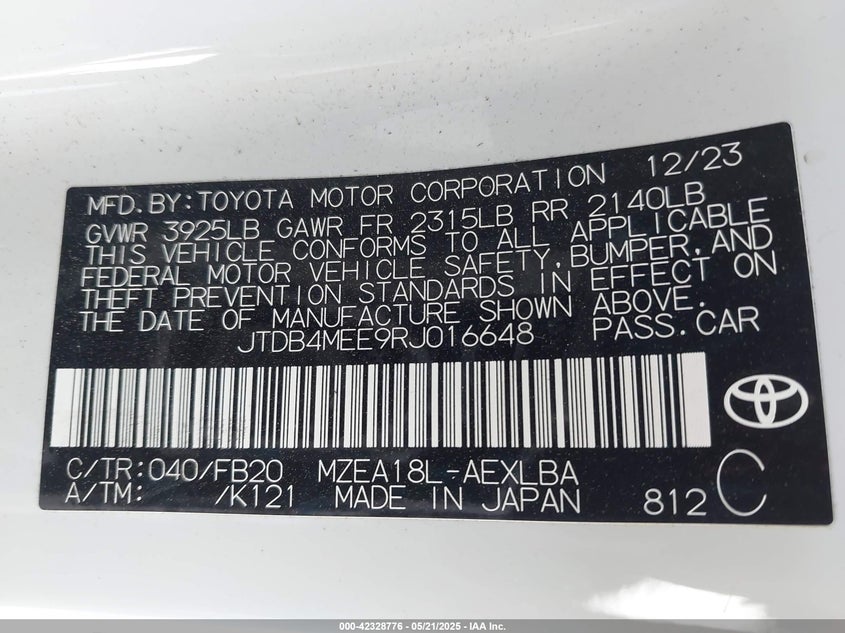 MFD.BY:TOYOTA MOTOR CORPORATION 12/23
GVWR 3925LB GAWR FR 2315LB RR 2140LB
THIS VEHICLE CONFORMS TO ALL APPLICABLE
FEDERAL MOTOR VEHICLE SAFETY,BUMPER,AND
THEFT PREVENTION STANDARDS IN EFFECT ON
THE DATE OF MANUFACTURE SHOWN ABOVE.
JTDB4MEE9RJ016648 PASS.CAR
C/TR:040/FB20 MZEA18L-AEXLBA
A/TM: /K121 MADE IN JAPAN 812 C
000-42328776 - 05/21/2025 - IAA Inc.